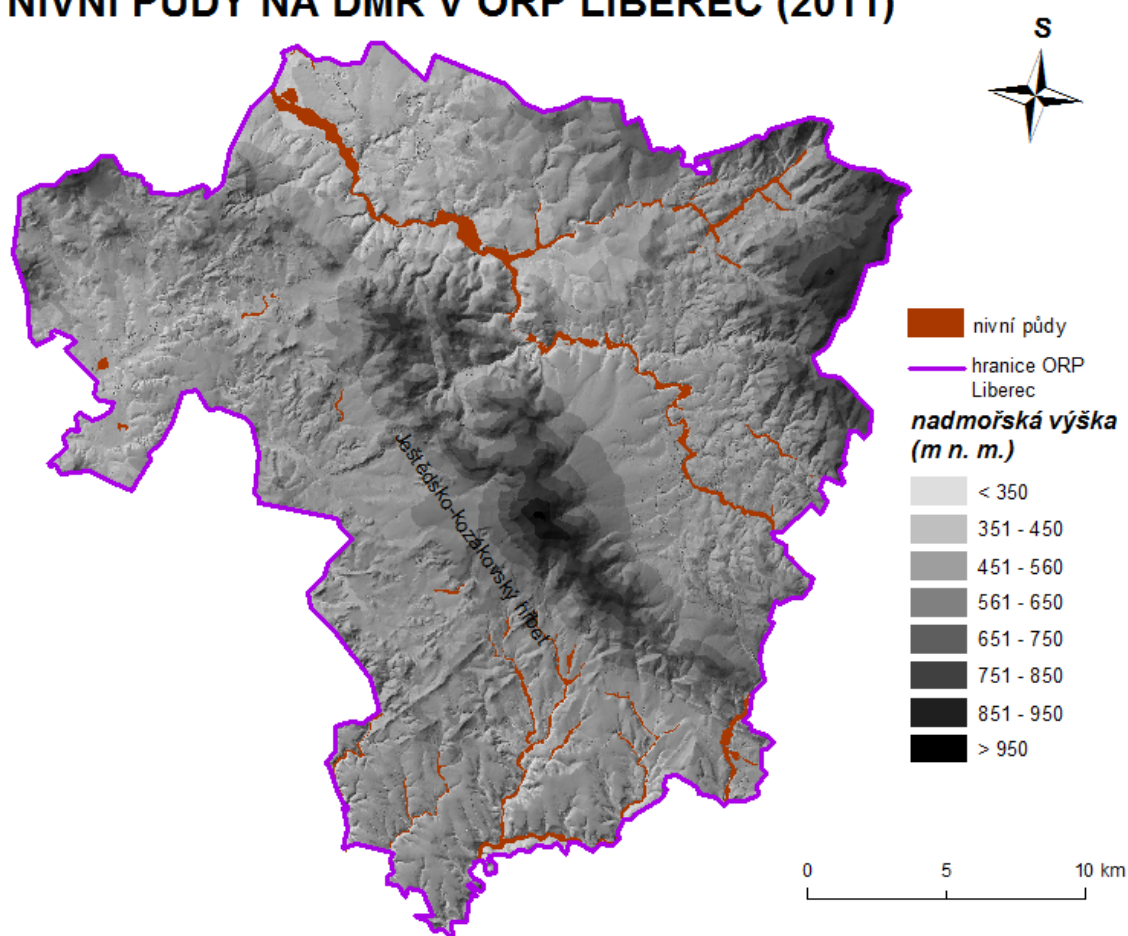 NIVNÍ PŮDY NA DMR V ORP LIBEREC (2011)
S
nivní půdy
hranice ORP
Liberec
nadmořská výška
(m n. m.)
< 350
351 - 450
451 - 560
561 - 650
651 - 750
751 - 850
851 - 950
> 950
Ještědsko-kozákovský hřbet
0 5 10 km